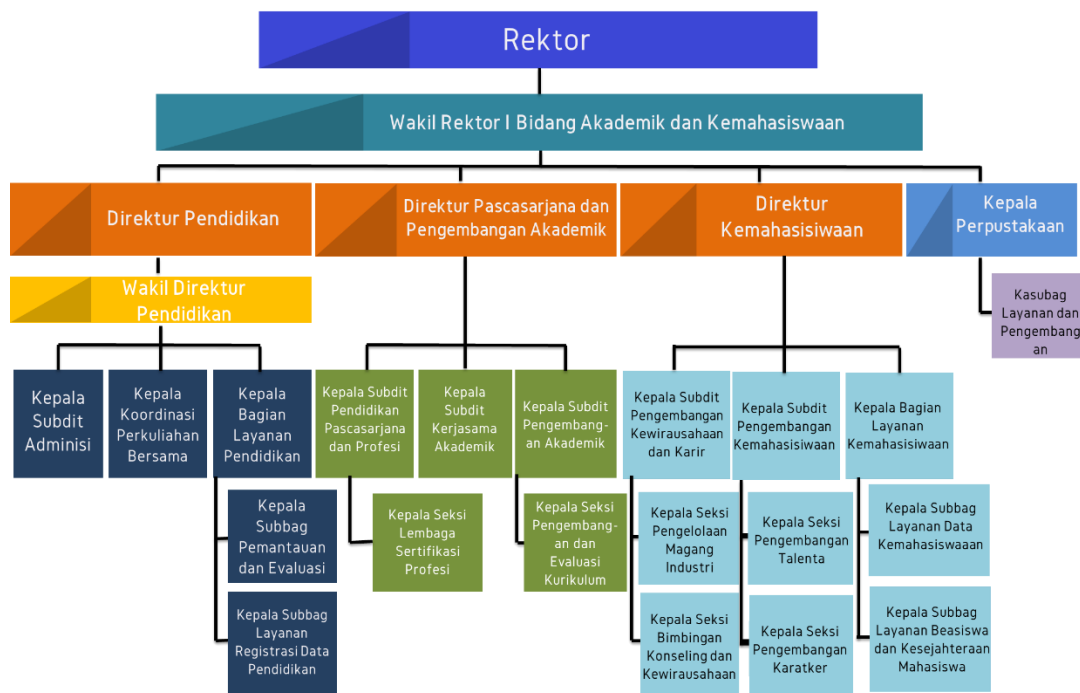 Rektor
Wakil Rektor I Bidang Akademik dan Kemahasiswaan
Direktur Pendidikan
Direktur Pascasarjana dan
Pengembangan Akademik
Direktur
Kemahasisiwaan
Kepala
Perpustakaan
Wakil Direktur
Pendidikan
Kasubag
Layanan dan
Pengembang
an
Kepala
Subdit
Adminisi
Kepala
Koordinasi
Perkuliahan
Bersama
Kepala
Bagian
Layanan
Pendidikan
Kepala Subdit
Pendidikan
Pascasarjana
dan Profesi
Kepala
Subdit
Kerjasama
Akademik
Kepala Subdit
Pengembang-
an Akademik
Kepala Subdit
Pengembangan
Kewirausahaan
dan Karir
Kepala Subdit
Pengembangan
Kemahasisiwaan
Kepala Bagian
Layanan
Kemahasisiwaan
Kepala
Subbag
Pemantauan
dan Evaluasi
Kepala Seksi
Lembaga
Sertifikasi
Profesi
Kepala Seksi
Pengembang-
an dan
Evaluasi
Kurikulum
Kepala Seksi
Pengelolaan
Magang
Industri
Kepala Seksi
Pengembangan
Talenta
Kepala Subbag
Layanan Data
Kemahasiswaaan
Kepala Subbag
Layanan
Registrasi Data
Pendidikan
Kepala Seksi
Bimbingan
Konseling dan
Kewirausahaan
Kepala Seksi
Pengembangan
Karatker
Kepala Subbag
Layanan Beasiswa
dan Kesejahteraan
Mahasiswa